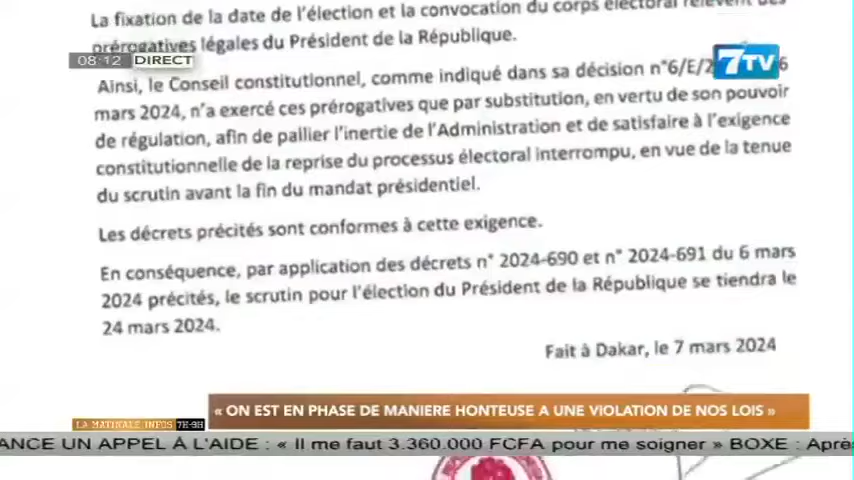 La fixation de la date de l'élection et la convocation du corps électoral relèvent des
prérogatives légales du Président de la République.
08:12 DIRECT
7TV
Ainsi, le Conseil constitutionnel, comme indiqué dans sa décision n°6/E/2 6
mars 2024, n'a exercé ces prérogatives que par substitution, en vertu de son pouvoir
de régulation, afin de pallier l'inertie de l'Administration et de satisfaire à l'exigence
constitutionnelle de la reprise du processus électoral interrompu, en vue de la tenue
du scrutin avant la fin du mandat présidentiel.
Les décrets précités sont conformes à cette exigence.
En conséquence, par application des décrets n° 2024-690 et n° 2024-691 du 6 mars
2024 précités, le scrutin pour l'élection du Président de la République se tiendra le
24 mars 2024.
Fait à Dakar, le 7 mars 2024
LA MATINALE INFOS 7H-9H
« ON EST EN PHASE DE MANIERE HONTEUSE A UNE VIOLATION DE NOS LOIS »
ANCE UN APPEL À L'AIDE : « Il me faut 3.360.000 FCFA pour me soigner » BOXE : Aprè